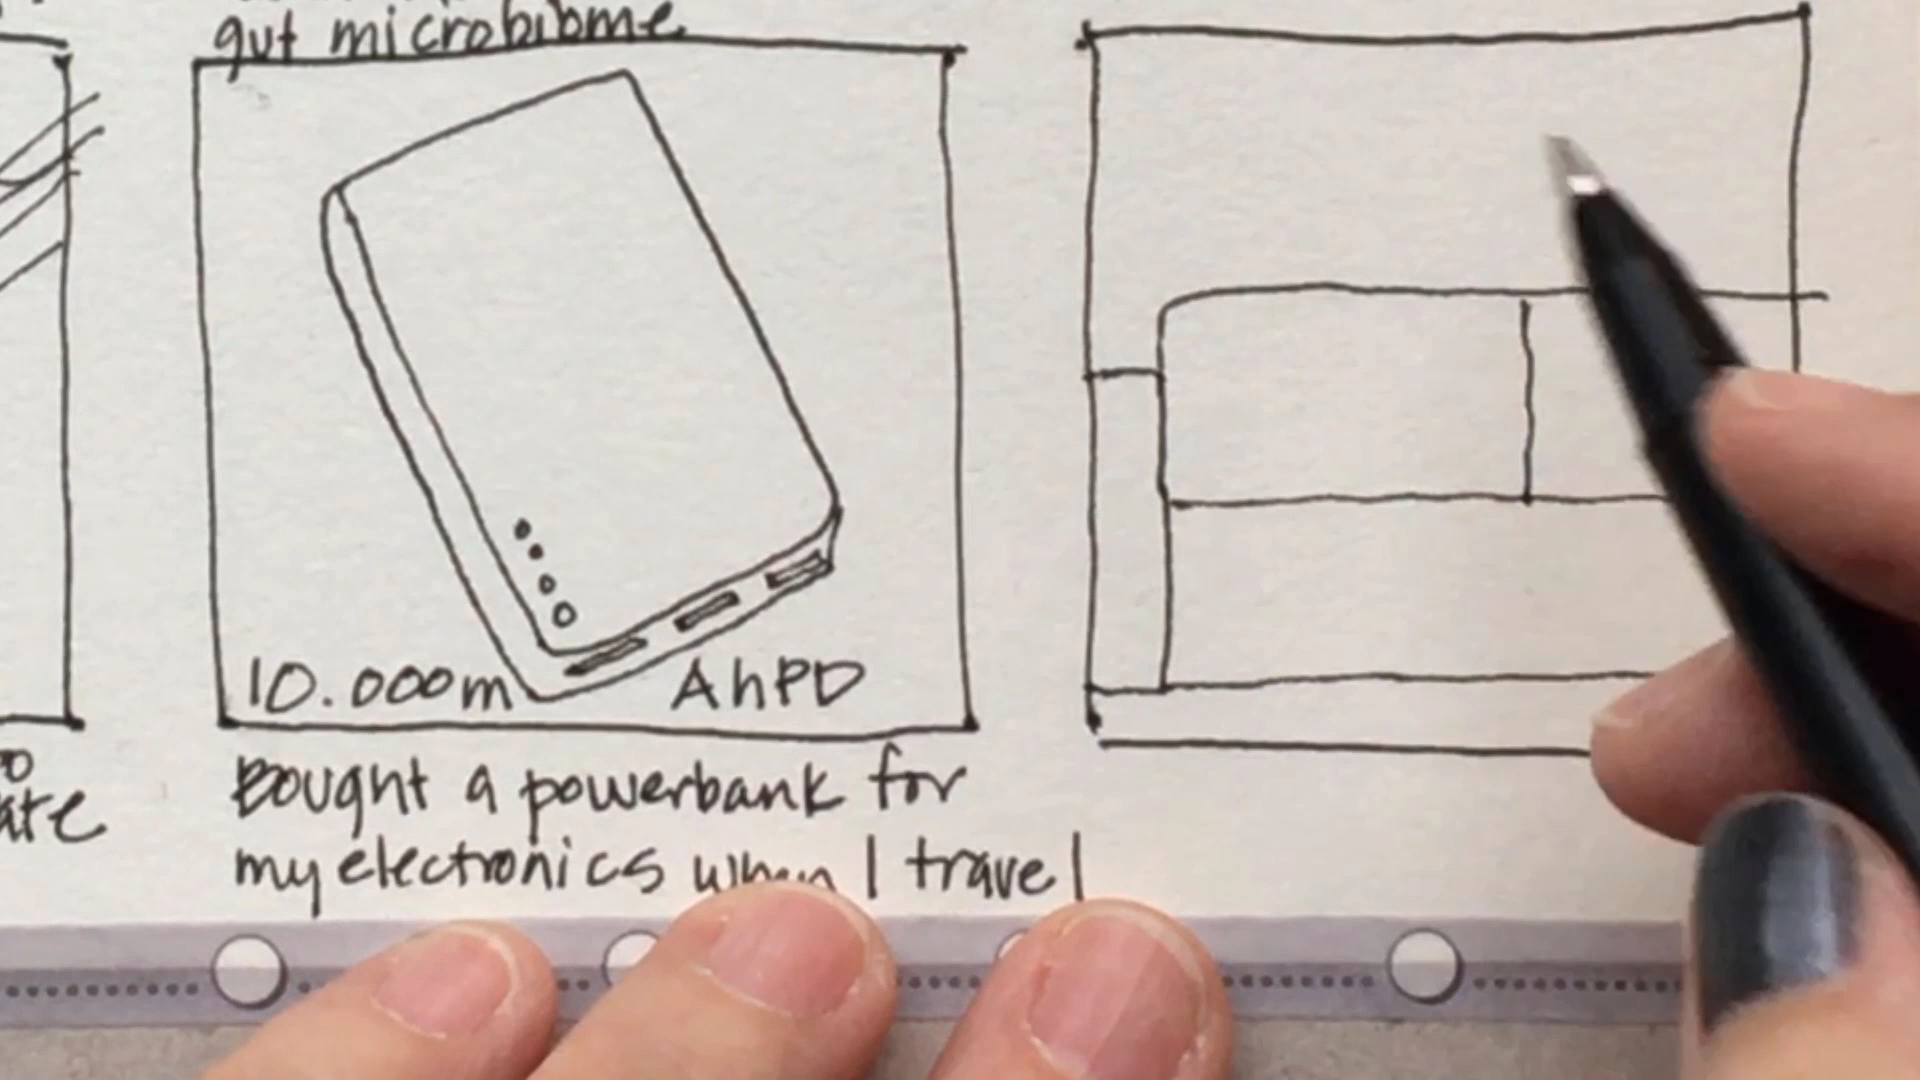 gut microbiome
10.000m AhPD
Bought a powerbank for
my electronics when I travel